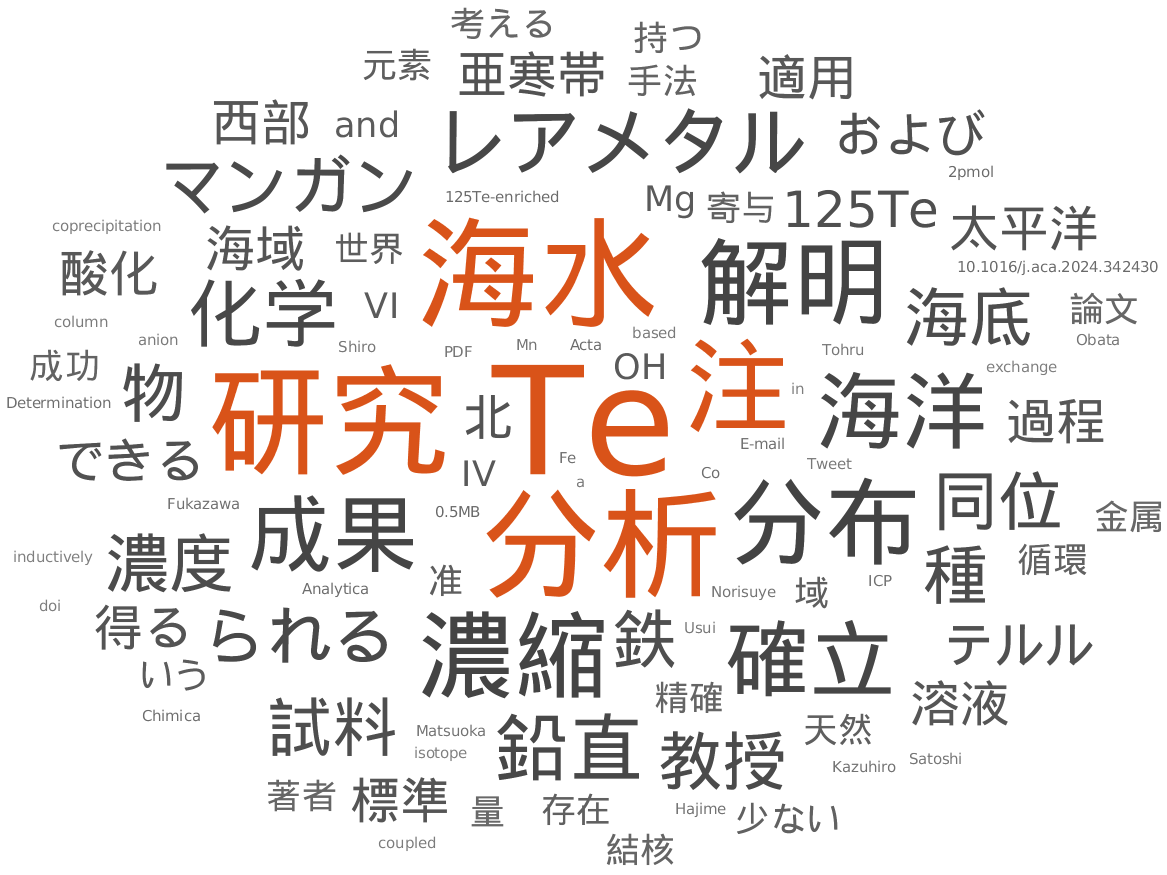 考える
持つ
元素
亜寒帯
手法
適用
西部
and
レアメタル
および
マンガン
2pmol
125Te-enriched
Mg
寄与
125Te
太平洋
coprecipitation
海域
世界
海水
解明
酸化
10.1016/j.aca.2024.342430
化学
VI
海底
論文
column
anion
Shiro
PDF
Mn
Acta
based
Tohru
Obata
成功
物
OH
注
exchange
Determination
研究
北
Te
in
海洋
過程
できる
IV
Fe
a
E-mail
Co
Tweet
Fukazawa
成果
0.5MB
分析
分布
同位
金属
inductively
濃度
Analytica
准
Norisuye
域
ICP
種
循環
doi
得る
られる
濃縮
鉄
Usui
確立
テルル
いう
精確
溶液
Chimica
試料
Matsuoka
isotope
鉛直
教授
天然
Kazuhiro
Satoshi
著者
標準
量
存在
Hajime
少ない
coupled
結核